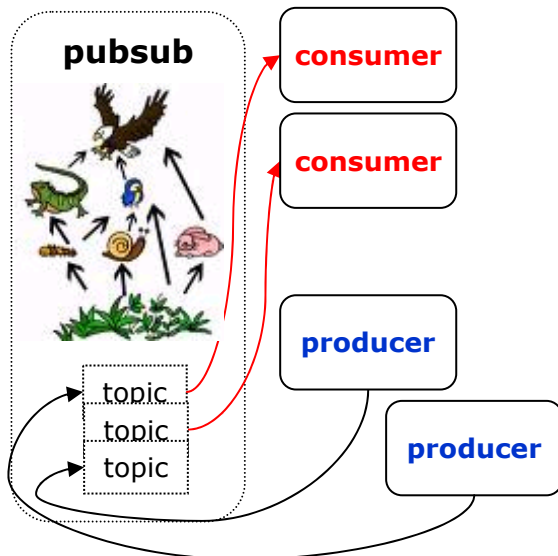 pubsub
consumer
consumer
producer
producer
topic
topic
topic